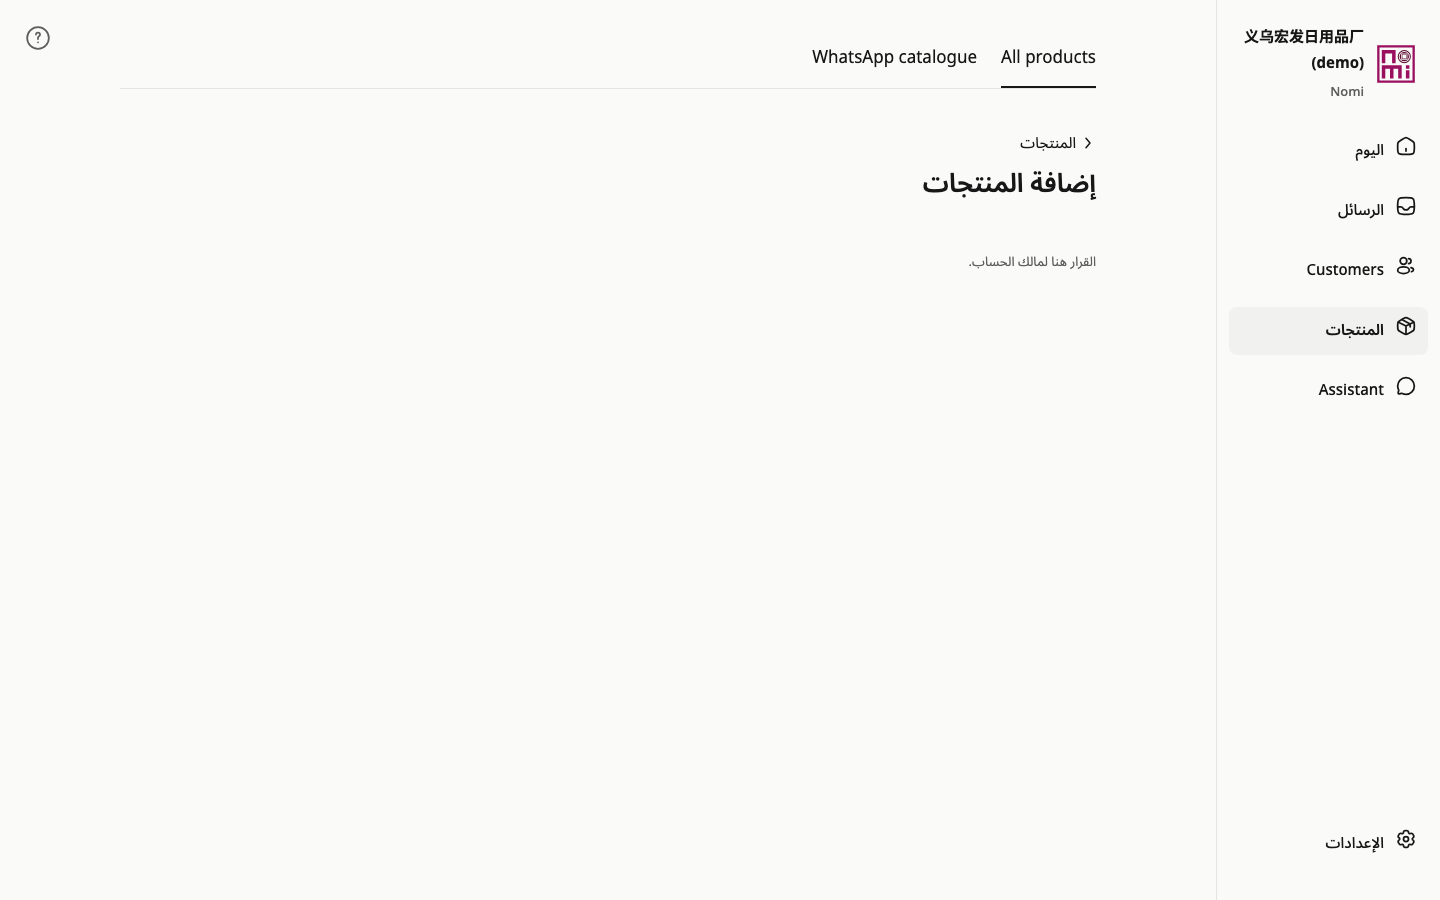 义乌宏发日用品厂
(demo)
Nomi
اليوم
الرسائل
Customers
المنتجات
Assistant
الإعدادات
All products
WhatsApp catalogue
المنتجات
إضافة المنتجات
القرار هنا لمالك الحساب.